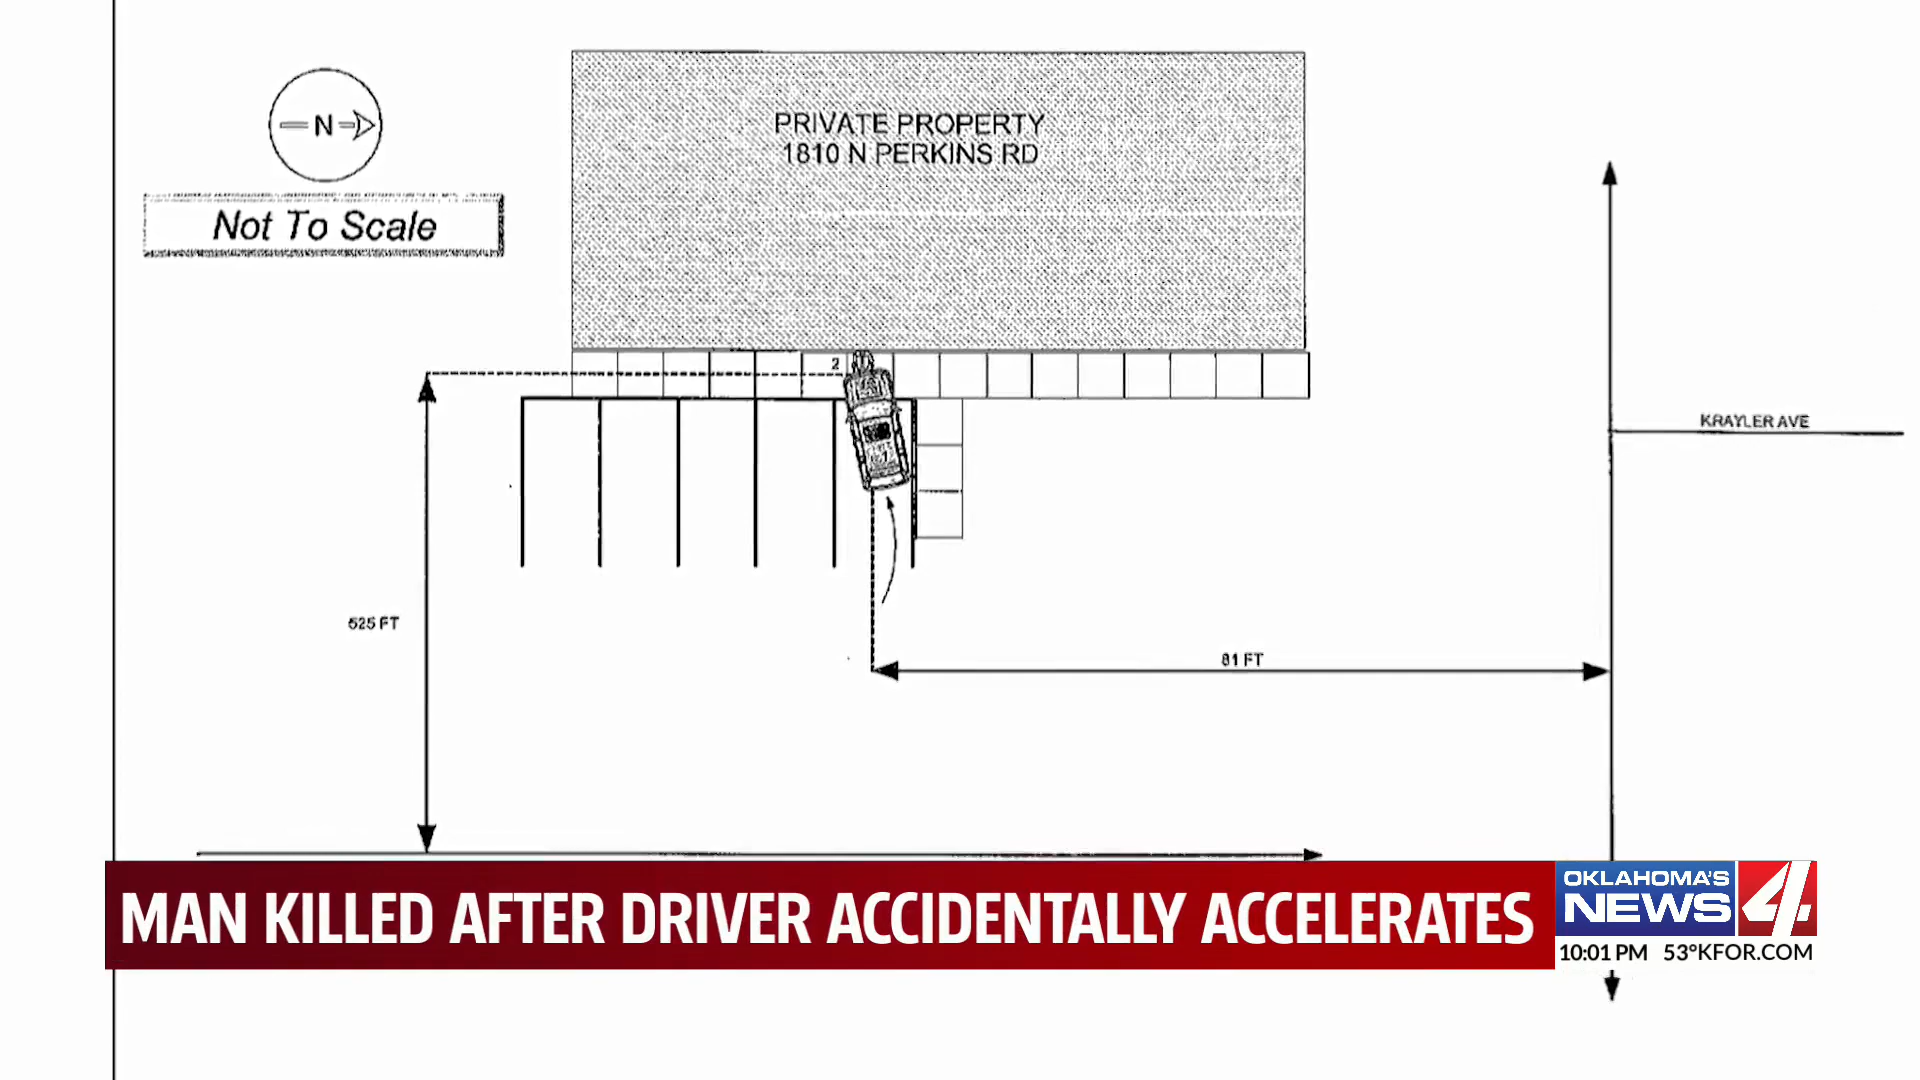 N
Not To Scale
PRIVATE PROPERTY
1810 N PERKINS RD
2
1
KRAYLER AVE
525 FT
81 FT
MAN KILLED AFTER DRIVER ACCIDENTALLY ACCELERATES
OKLAHOMA'S
NEWS 4
10:01 PM 53° KFOR.COM